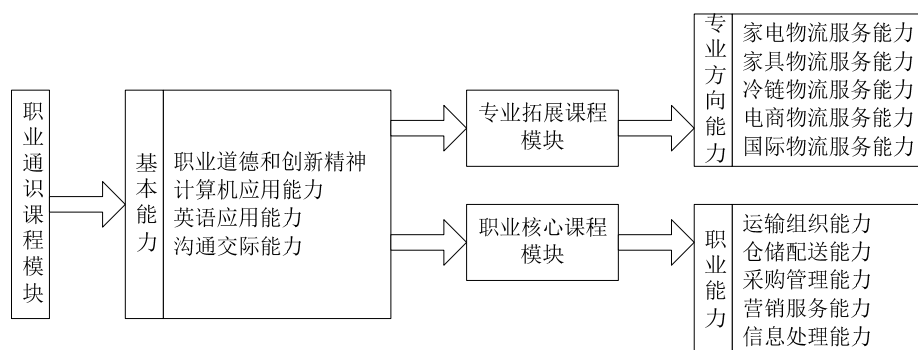 职业通识课程模块
基本能力
职业道德和创新精神
计算机应用能力
英语应用能力
沟通交际能力
专业拓展课程
模块
专业方向能力
家电物流服务能力
家具物流服务能力
冷链物流服务能力
电商物流服务能力
国际物流服务能力
职业核心课程
模块
职业能力
运输组织能力
仓储配送能力
采购管理能力
营销服务能力
信息处理能力